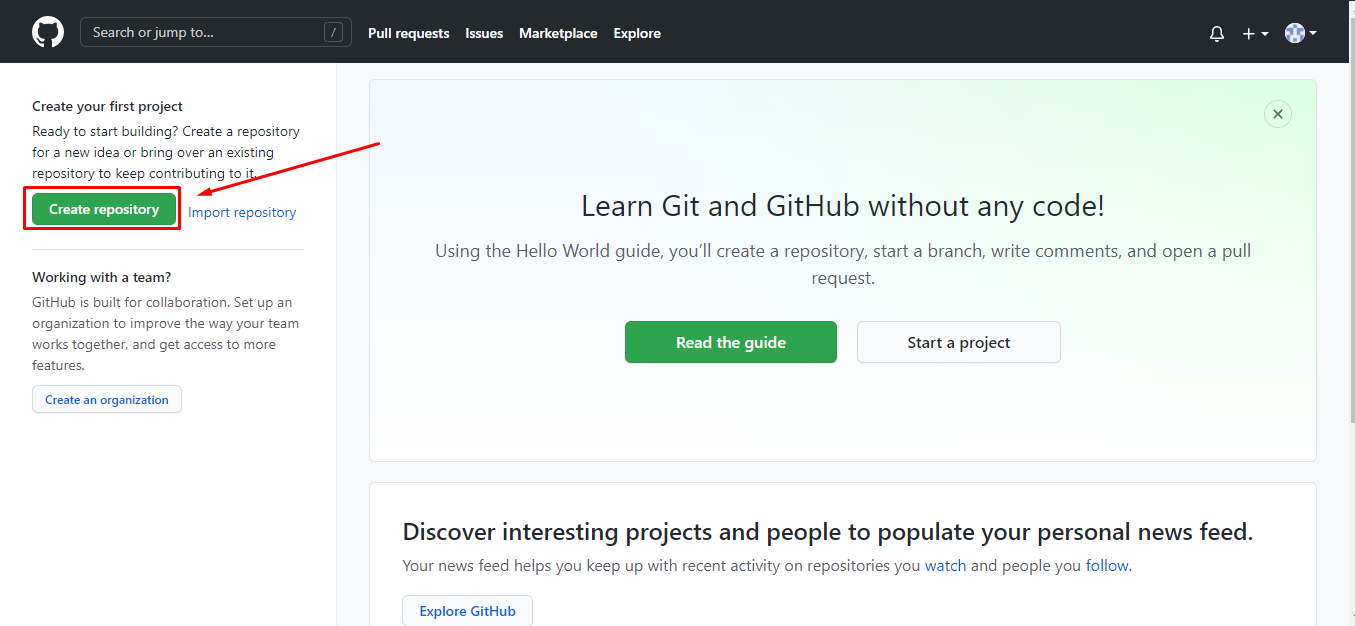 Search or jump to...
/
Pull requests Issues Marketplace Explore
Create your first project
Ready to start building? Create a repository
for a new idea or bring over an existing
repository to keep contributing to it.
Create repository Import repository
Working with a team?
GitHub is built for collaboration. Set up an
organization to improve the way your team
works together, and get access to more
features.
Create an organization
Learn Git and GitHub without any code!
Using the Hello World guide, you’ll create a repository, start a branch, write comments, and open a pull
request.
Read the guide Start a project
Discover interesting projects and people to populate your personal news feed.
Your news feed helps you keep up with recent activity on repositories you watch and people you follow.
Explore GitHub